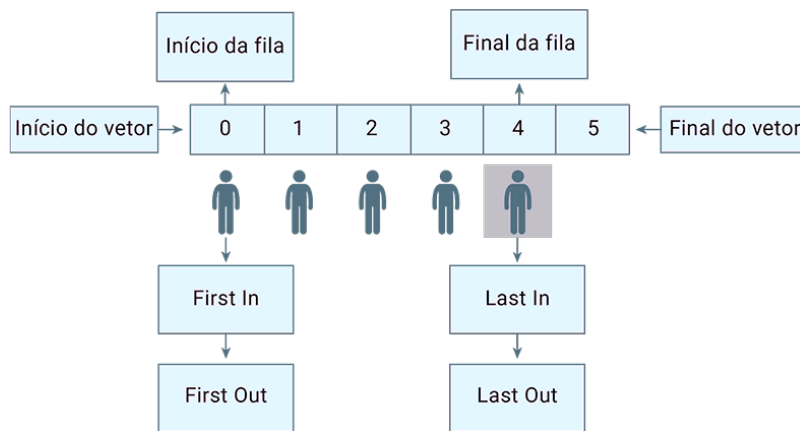 Início da fila
Final da fila
Início do vetor
0 1 2 3 4 5
Final do vetor
First In
Last In
First Out
Last Out